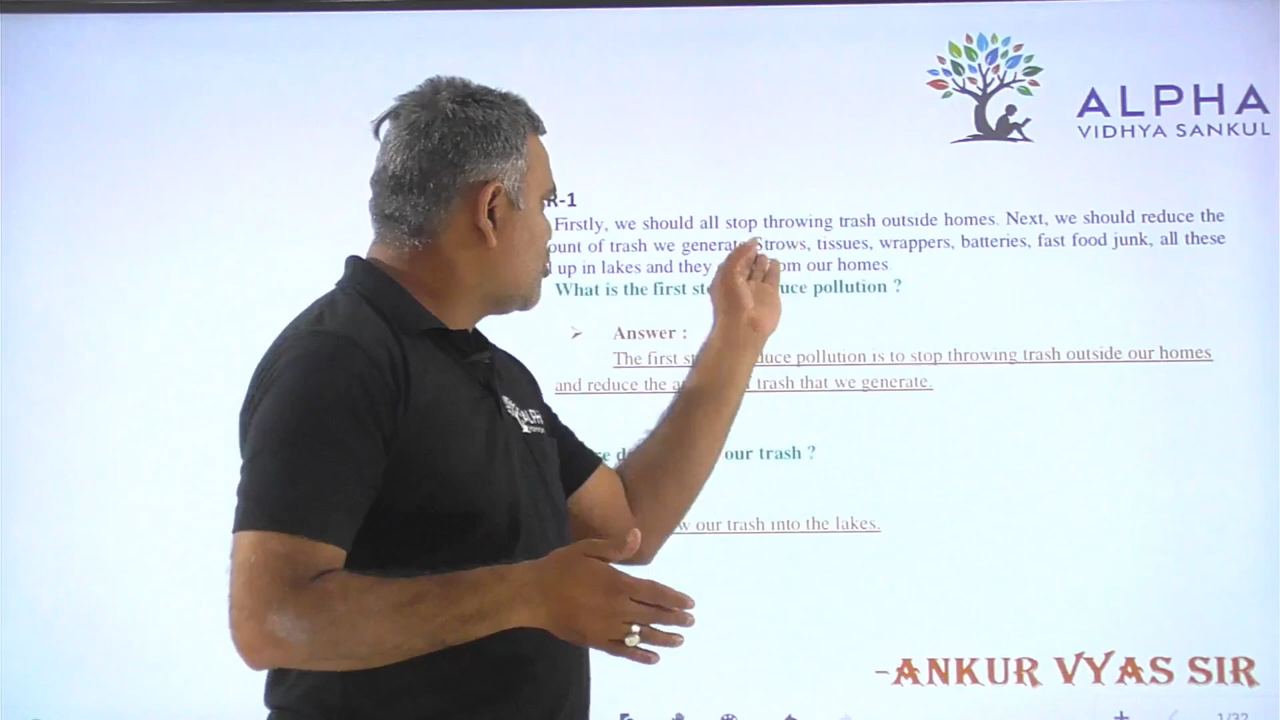 ALPHA
VIDHYA SANKUL
R-1
Firstly, we should all stop throwing trash outside homes. Next, we should reduce the
ount of trash we generate Strows, tissues, wrappers, batteries, fast food junk, all these
up in lakes and they om our homes
What is the first st uce pollution ?
➢ Answer :
The first s duce pollution is to stop throwing trash outside our homes
and reduce the a trash that we generate.
our trash ?
w our trash into the lakes.
ALPH
-ANKUR VYAS SIR
1/32